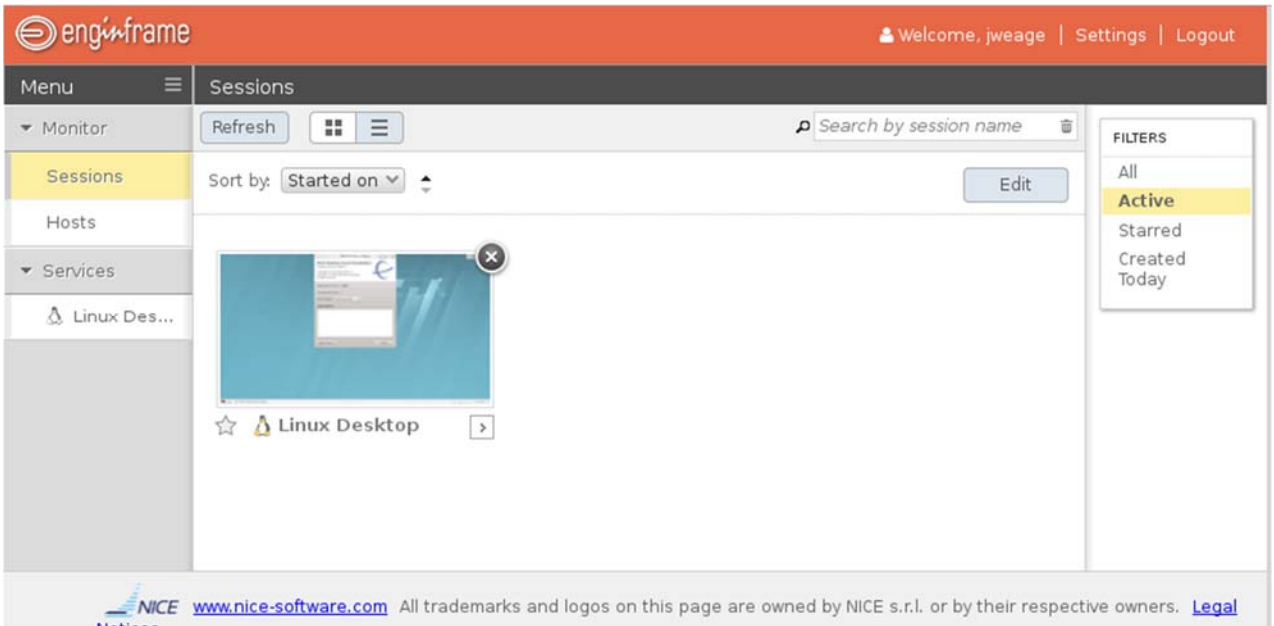 enginframe
Welcome, jweage | Settings | Logout
Menu
Sessions
Monitor
Refresh
Search by session name
FILTERS
Sessions
Sort by: Started on
Edit
All
Active
Hosts
Starred
Services
Created
Today
Linux Des...
Linux Desktop
NICE www.nice-software.com All trademarks and logos on this page are owned by NICE s.r.l. or by their respective owners. Legal
Notices